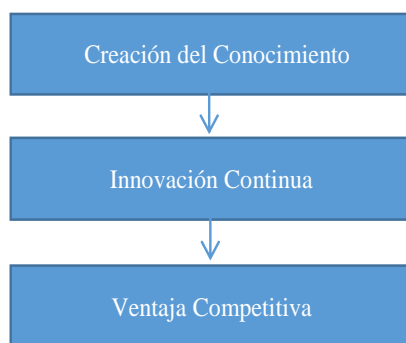 Creación del Conocimiento
Innovación Continua
Ventaja Competitiva